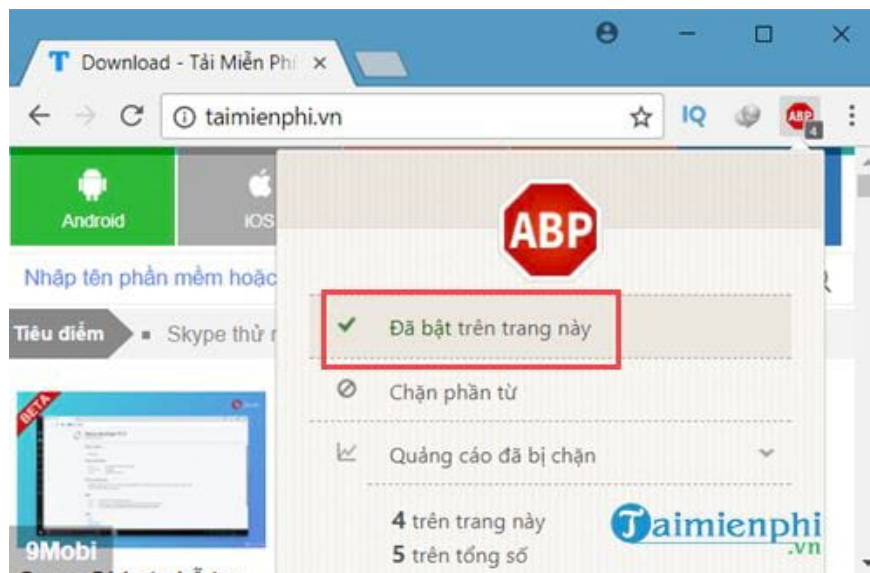 Download - Tải Miễn Phí
taimienphi.vn
IQ
ABP
4
Android
iOS
ABP
Nhập tên phần mềm hoặc
Đã bật trên trang này
Tiêu điểm
Skype thử
Chặn phần tử
BETA
Quảng cáo đã bị chặn
4 trên trang này
5 trên tổng số
Taimienphi
.vn
9Mobi